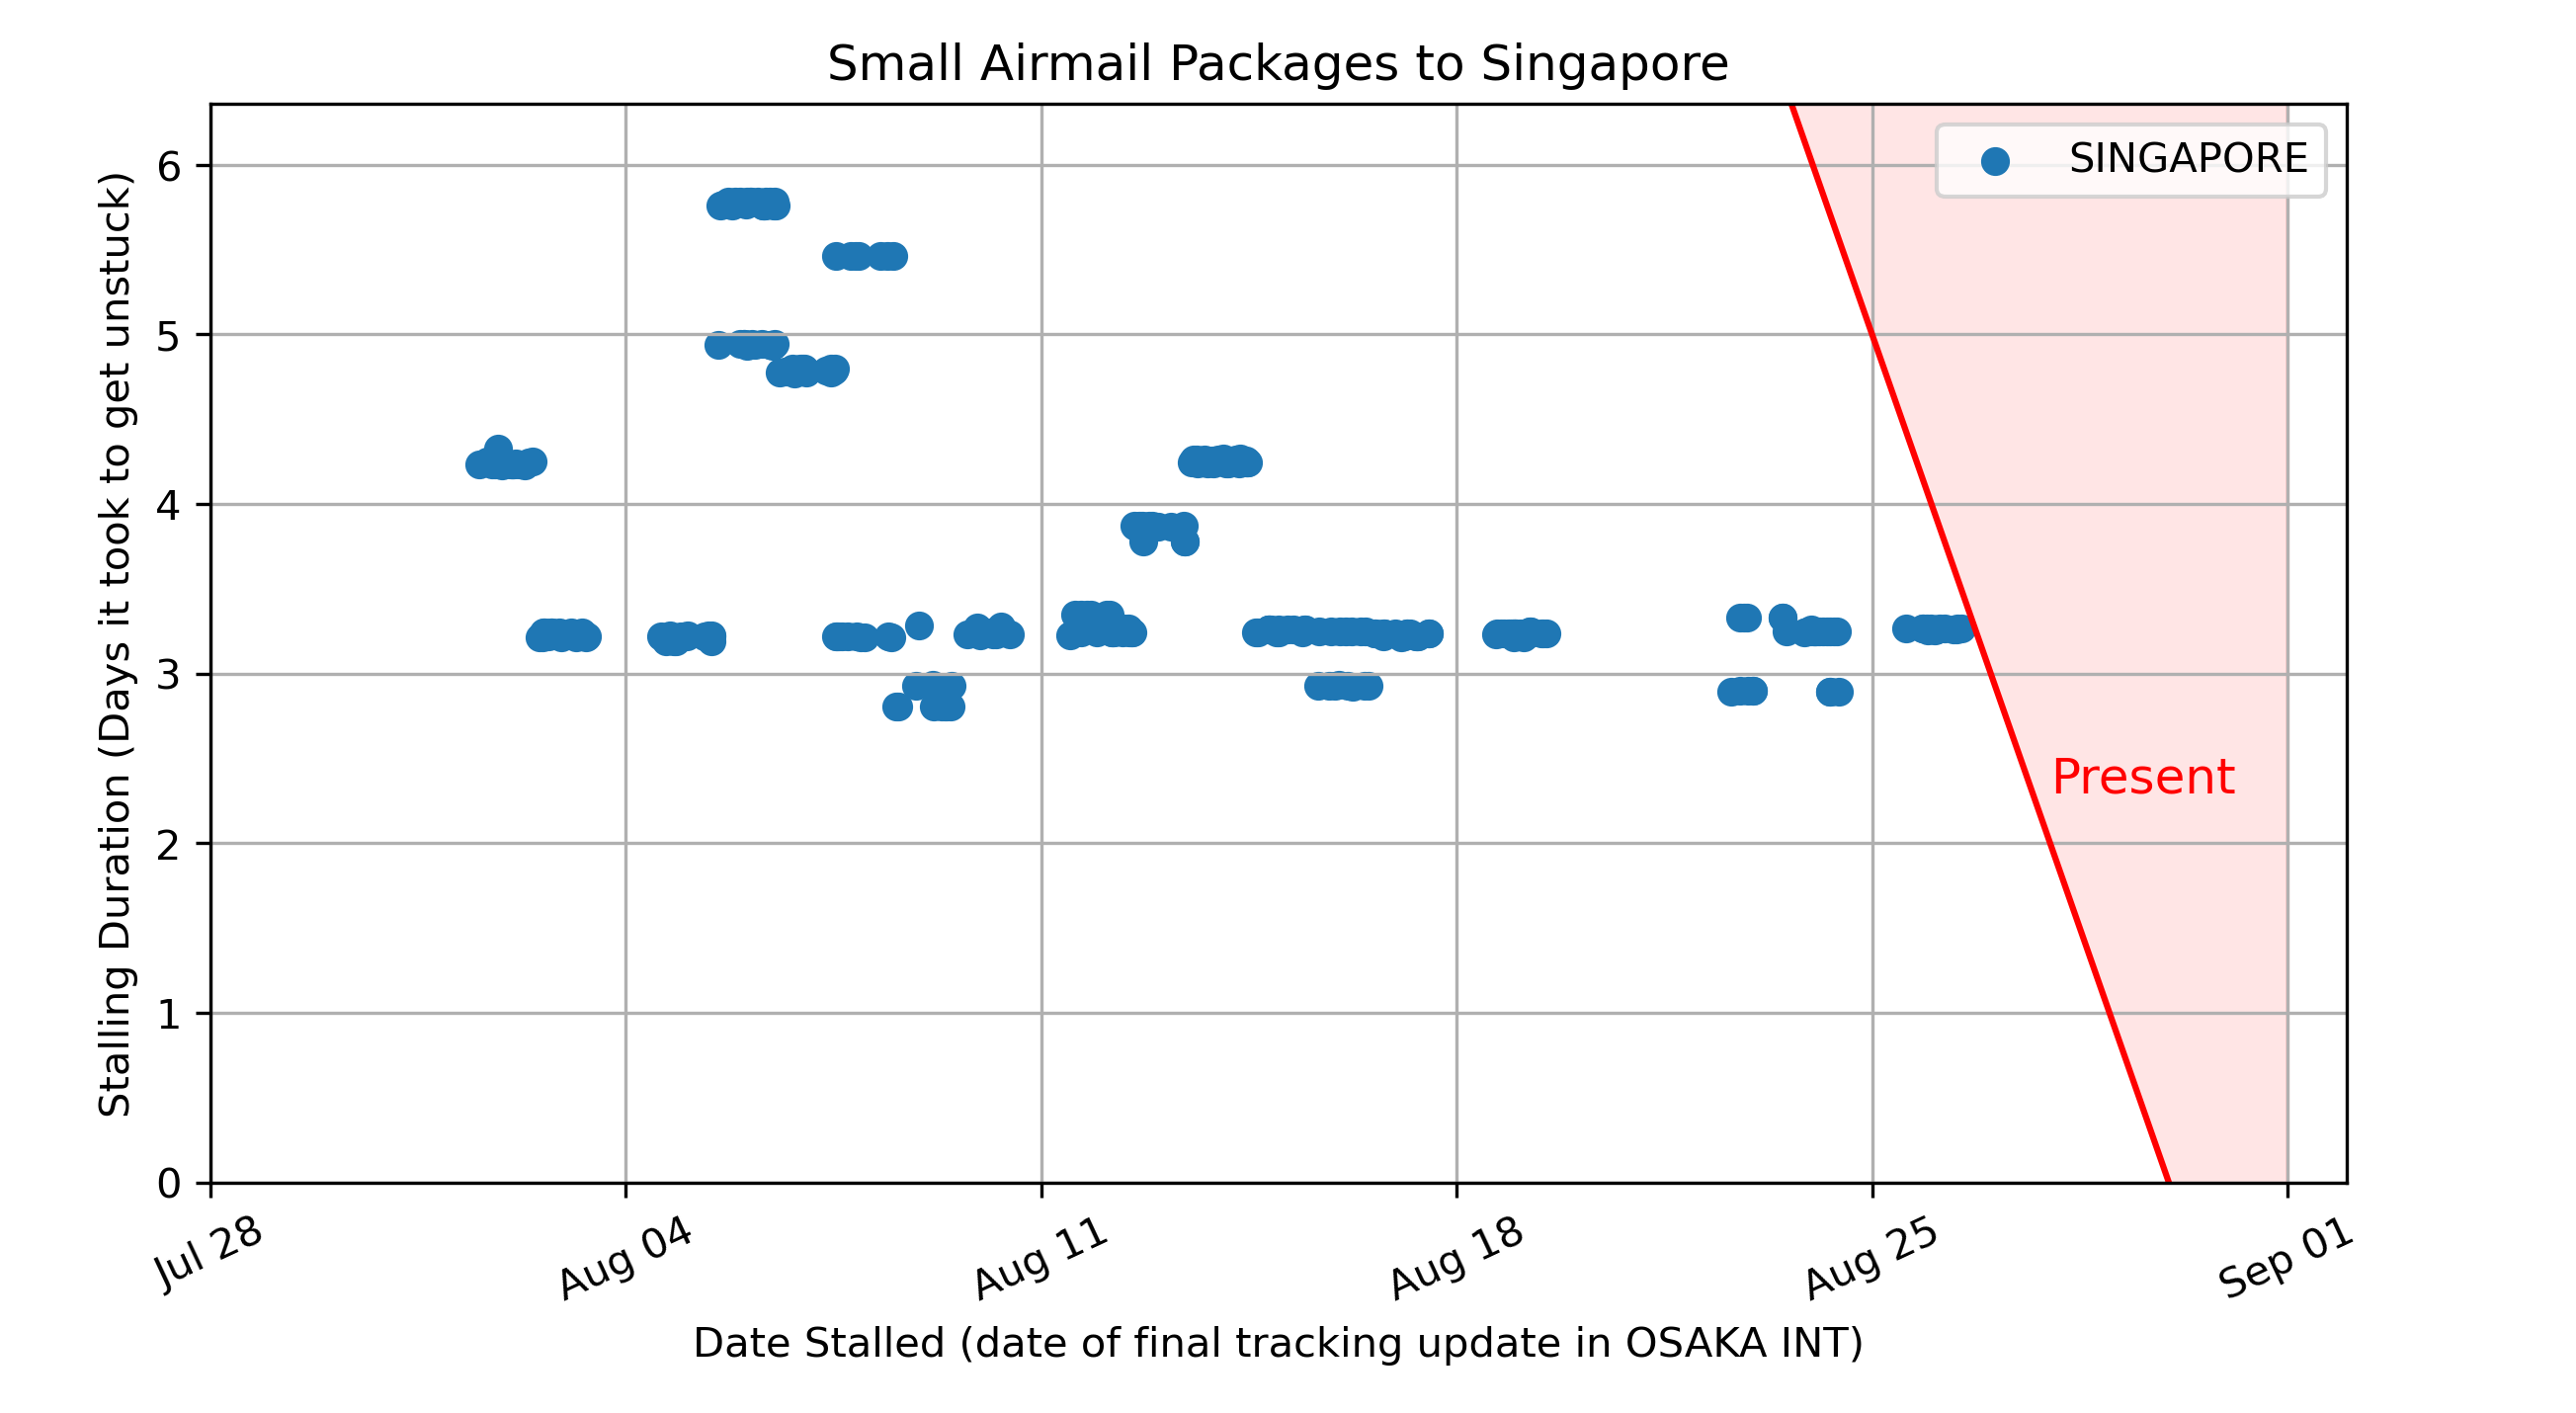 Small Airmail Packages to Singapore
SINGAPORE
Stalling Duration (Days it took to get unstuck)
6
5
4
3
2
1
0
Present
Jul 28
Aug 04
Aug 11
Aug 18
Aug 25
Sep 01
Date Stalled (date of final tracking update in OSAKA INT)